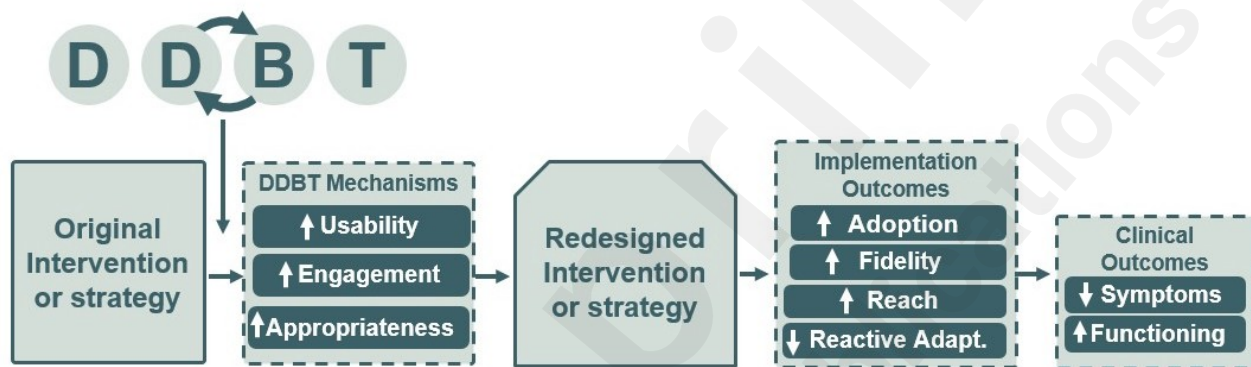 D D B T
Original
Intervention
or strategy
DDBT Mechanisms
Usability
Engagement
Appropriateness
Redesigned
Intervention
or strategy
Implementation
Outcomes
Adoption
Fidelity
Reach
Reactive Adapt.
Clinical
Outcomes
Symptoms
Functioning